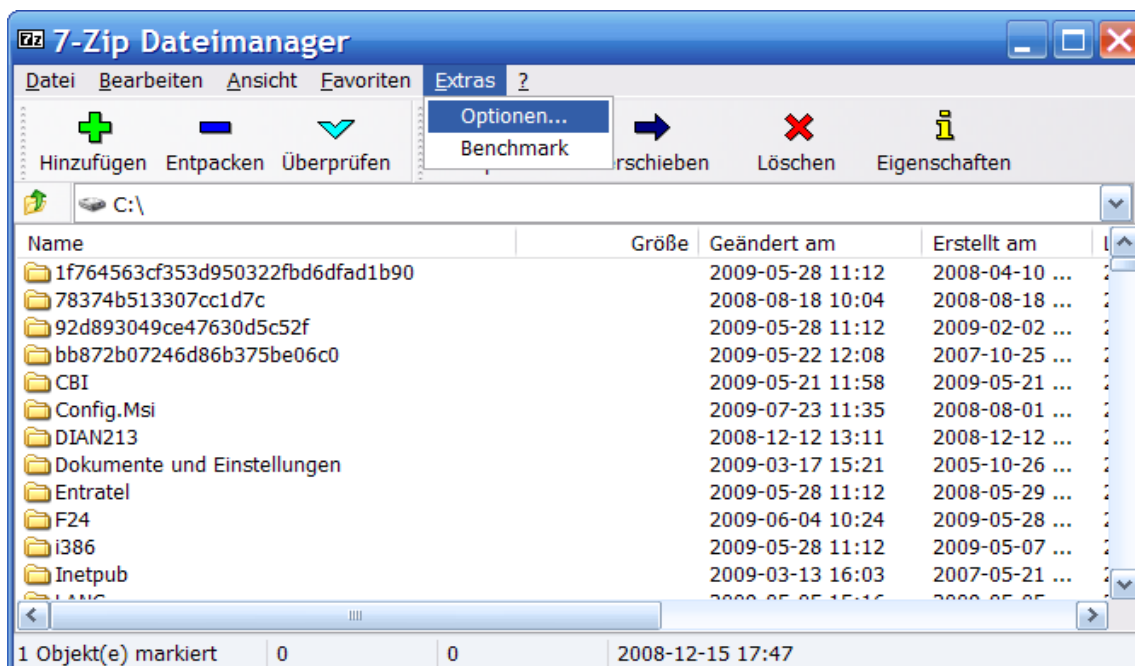 7-Zip Dateimanager
Datei Bearbeiten Ansicht Favoriten Extras ?
Optionen...
Benchmark
Hinzufügen Entpacken Überprüfen rschieben Löschen Eigenschaften
C:\
Name Größe Geändert am Erstellt am
1f764563cf353d950322fbd6dfad1b90 2009-05-28 11:12 2008-04-10 ...
78374b513307cc1d7c 2008-08-18 10:04 2008-08-18 ...
92d893049ce47630d5c52f 2009-05-28 11:12 2009-02-02 ...
bb872b07246d86b375be06c0 2009-05-22 12:08 2007-10-25 ...
CBI 2009-05-21 11:58 2009-05-21 ...
Config.Msi 2009-07-23 11:35 2008-08-01 ...
DIAN213 2008-12-12 13:11 2008-12-12 ...
Dokumente und Einstellungen 2009-03-17 15:21 2005-10-26 ...
Entratel 2009-05-28 11:12 2008-05-29 ...
F24 2009-06-04 10:24 2009-05-28 ...
i386 2009-05-28 11:12 2009-05-07 ...
Inetpub 2009-03-13 16:03 2007-05-21 ...
1 Objekt(e) markiert 0 0 2008-12-15 17:47